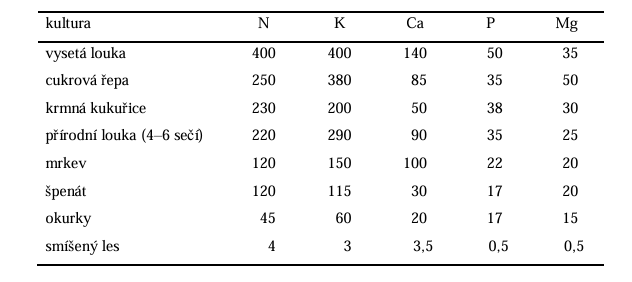 kultura N K Ca P Mg
vysetá louka 400 400 140 50 35
cukrová řepa 250 380 85 35 50
krmná kukuřice 230 200 50 38 30
přírodní louka (4–6 sečí) 220 290 90 35 25
mrkev 120 150 100 22 20
špenát 120 115 30 17 20
okurky 45 60 20 17 15
smíšený les 4 3 3,5 0,5 0,5